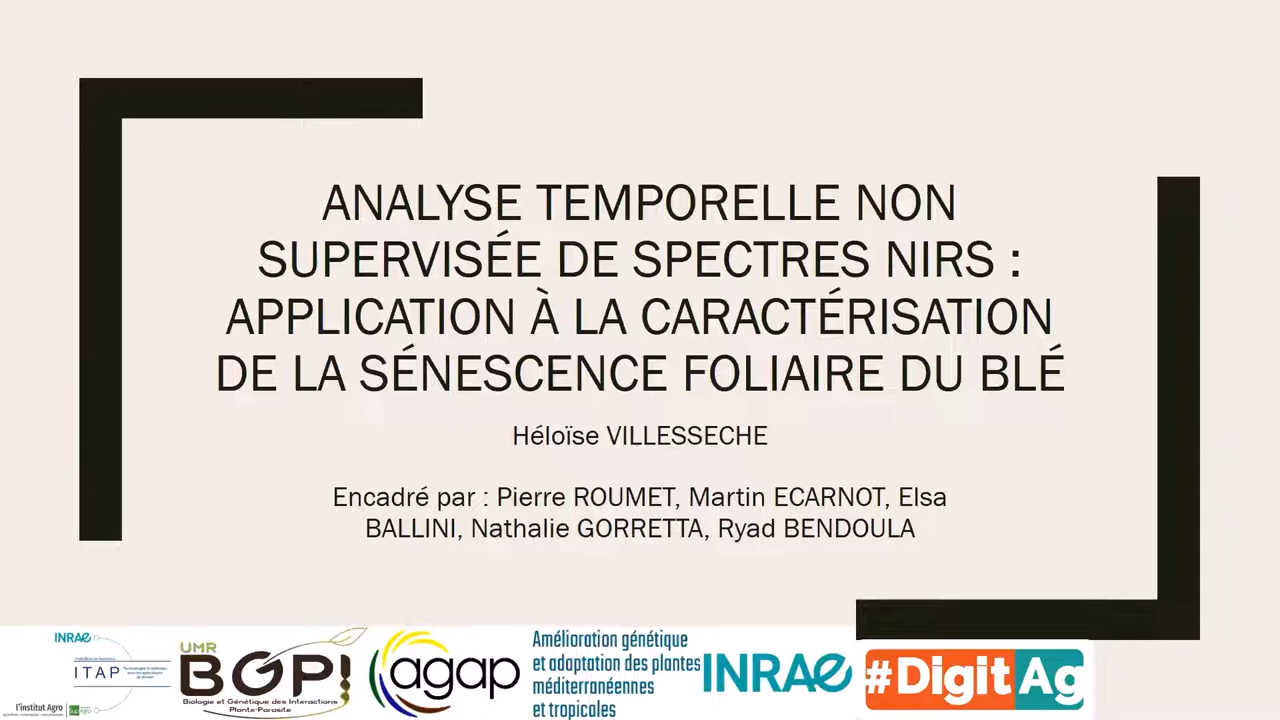 ANALYSE TEMPORELLE NON
SUPERVISÉE DE SPECTRES NIRS :
APPLICATION À LA CARACTÉRISATION
DE LA SÉNESCENCE FOLIAIRE DU BLÉ
Héloïse VILLESSECHE
Encadré par : Pierre ROUMET, Martin ECARNOT, Elsa
BALLINI, Nathalie GORRETTA, Ryad BENDOULA
INRAE
ITAP
l'institut Agro
UMR
BGPI
Biologie et Génétique des Interactions
Plante-Parasite
agap
Amélioration génétique
et adaptation des plantes
méditerranéennes
et tropicales
INRAE
#DigitAg